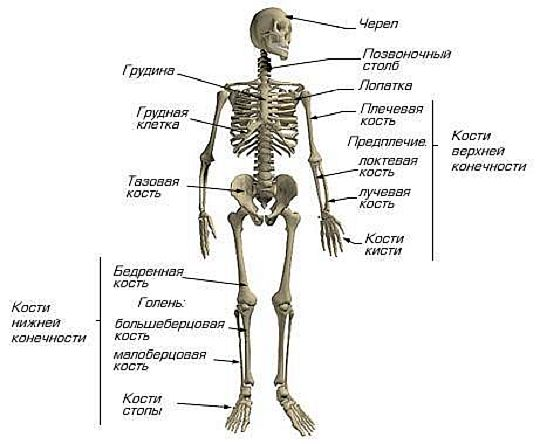 Череп
Позвоночный
столб
Грудина
Лопатка
Грудная
клетка
Плечевая
кость
Предплечие:
локтевая
кость
лучевая
кость
Кости
верхней
конечности
Тазовая
кость
Кости
кисти
Бедренная
кость
Голень:
большеберцовая
кость
малоберцовая
кость
Кости
нижней
конечности
Кости
стопы